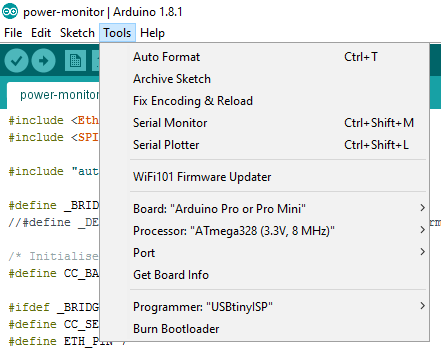 power-monitor | Arduino 1.8.1
File Edit Sketch Tools Help
power-monitor
Auto Format Ctrl+T
Archive Sketch
Fix Encoding & Reload
Serial Monitor Ctrl+Shift+M
Serial Plotter Ctrl+Shift+L
WiFi101 Firmware Updater
Board: "Arduino Pro or Pro Mini"
Processor: "ATmega328 (3.3V, 8 MHz)"
Port
Get Board Info
Programmer: "USBtinyISP"
Burn Bootloader
#include <Eth
#include <SPI
#include "aut
#define _BRIDG
//#define _DE
/* Initialise
#define CC_BA
#ifdef _BRIDG
#define CC_SE
#define ETH_PIN 7